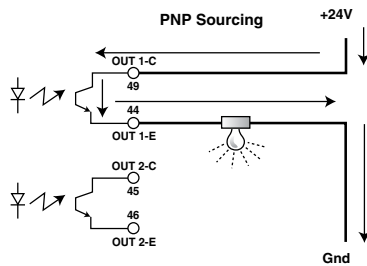 PNP Sourcing
+24V
OUT 1-C
49
44
OUT 1-E
OUT 2-C
45
46
OUT 2-E
Gnd